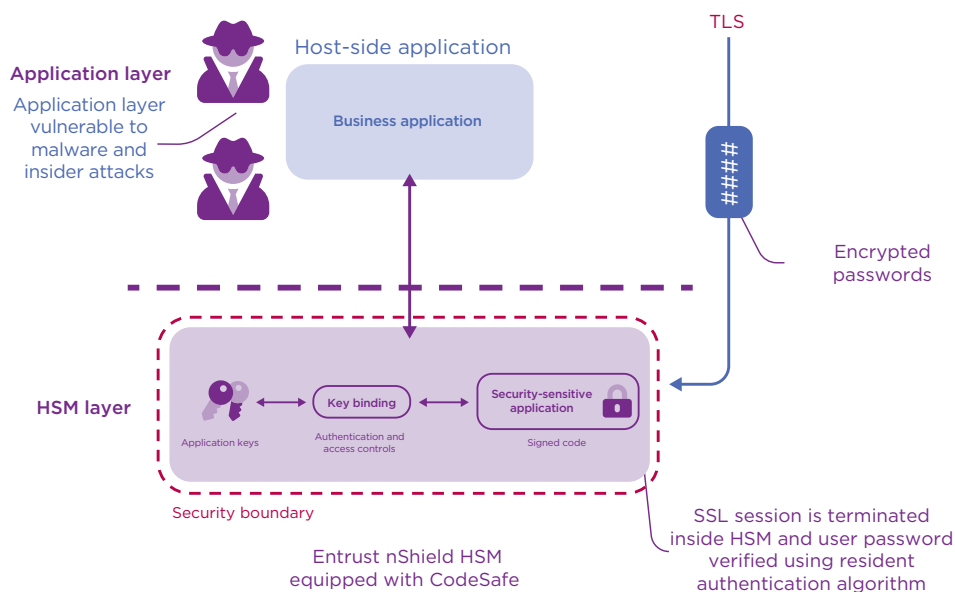 TLS
Host-side application
Application layer
Application layer
vulnerable to
malware and
insider attacks
Business application
####
Encrypted
passwords
HSM layer
Application keys
Key binding
Authentication and
access controls
Security-sensitive
application
Signed code
Security boundary
Entrust nShield HSM
equipped with CodeSafe
SSL session is terminated
inside HSM and user password
verified using resident
authentication algorithm